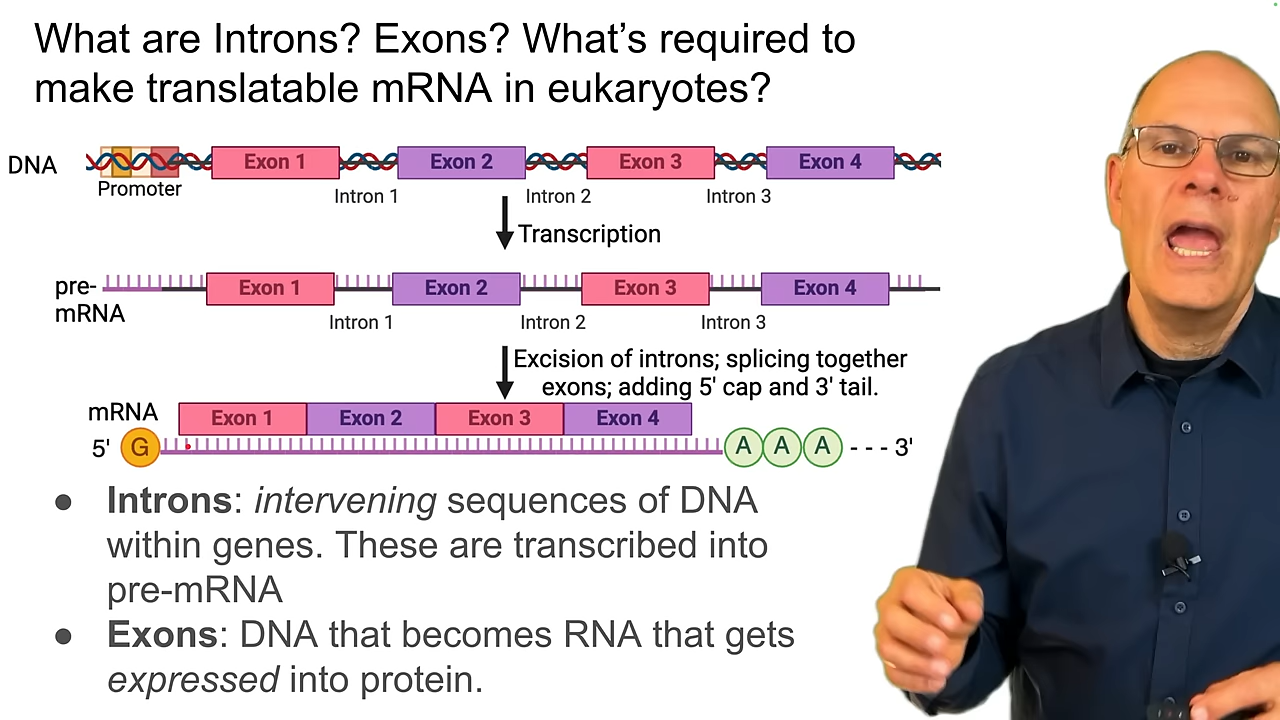 What are Introns? Exons? What's required to
make translatable mRNA in eukaryotes?
DNA
Exon 1
Exon 2
Exon 3
Exon 4
Promoter
Intron 1
Intron 2
Intron 3
Transcription
pre-
mRNA
Exon 1
Exon 2
Exon 3
Exon 4
Intron 1
Intron 2
Intron 3
Excision of introns; splicing together
exons; adding 5' cap and 3' tail.
mRNA
Exon 1
Exon 2
Exon 3
Exon 4
5' G
A A A - - - 3'
● Introns: intervening sequences of DNA
within genes. These are transcribed into
pre-mRNA
● Exons: DNA that becomes RNA that gets
expressed into protein.